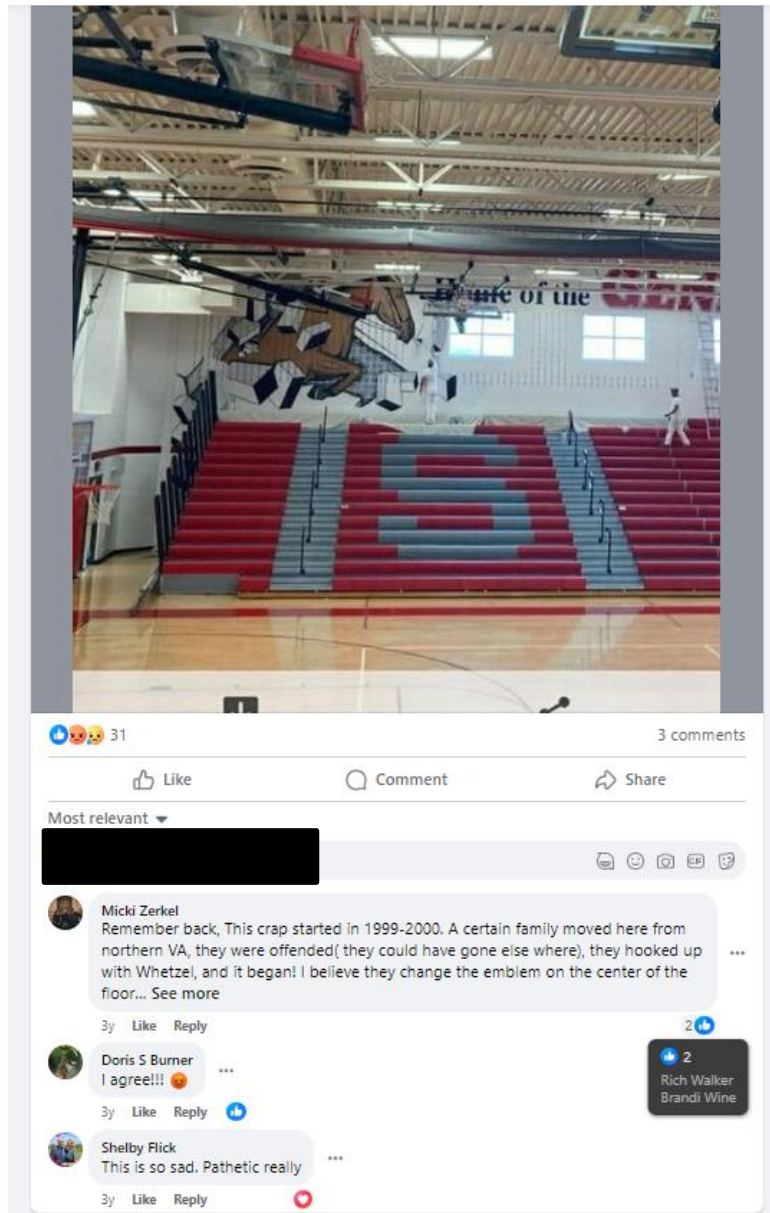 Home of the
S
31
3 comments
Like
Comment
Share
Most relevant
GIF
Micki Zerkel
Remember back, This crap started in 1999-2000. A certain family moved here from
northern VA, they were offended( they could have gone else where), they hooked up
with Whetzel, and it began! I believe they change the emblem on the center of the
floor... See more
3y Like Reply
2
2
Rich Walker
Brandi Wine
Doris S Burner
I agree!!!
3y Like Reply
Shelby Flick
This is so sad. Pathetic really
3y Like Reply